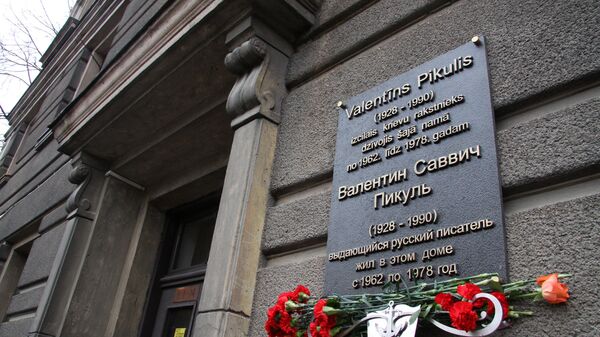 Valentīns Pikulis
(1928 - 1990)
izcilais krievu rakstnieks
dzīvojis šajā namā
no 1962. līdz 1978. gadam
Валентин Саввич
Пикуль
(1928 - 1990)
выдающийся русский писатель
жил в этом доме
с 1962 по 1978 год